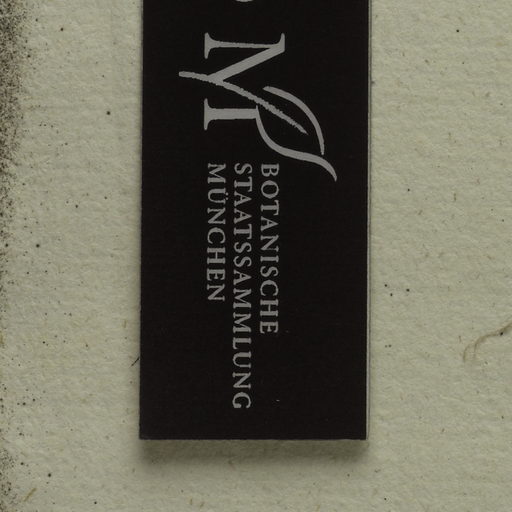 M
BOTANISCHE
STAATSSAMMLUNG
MÜNCHEN